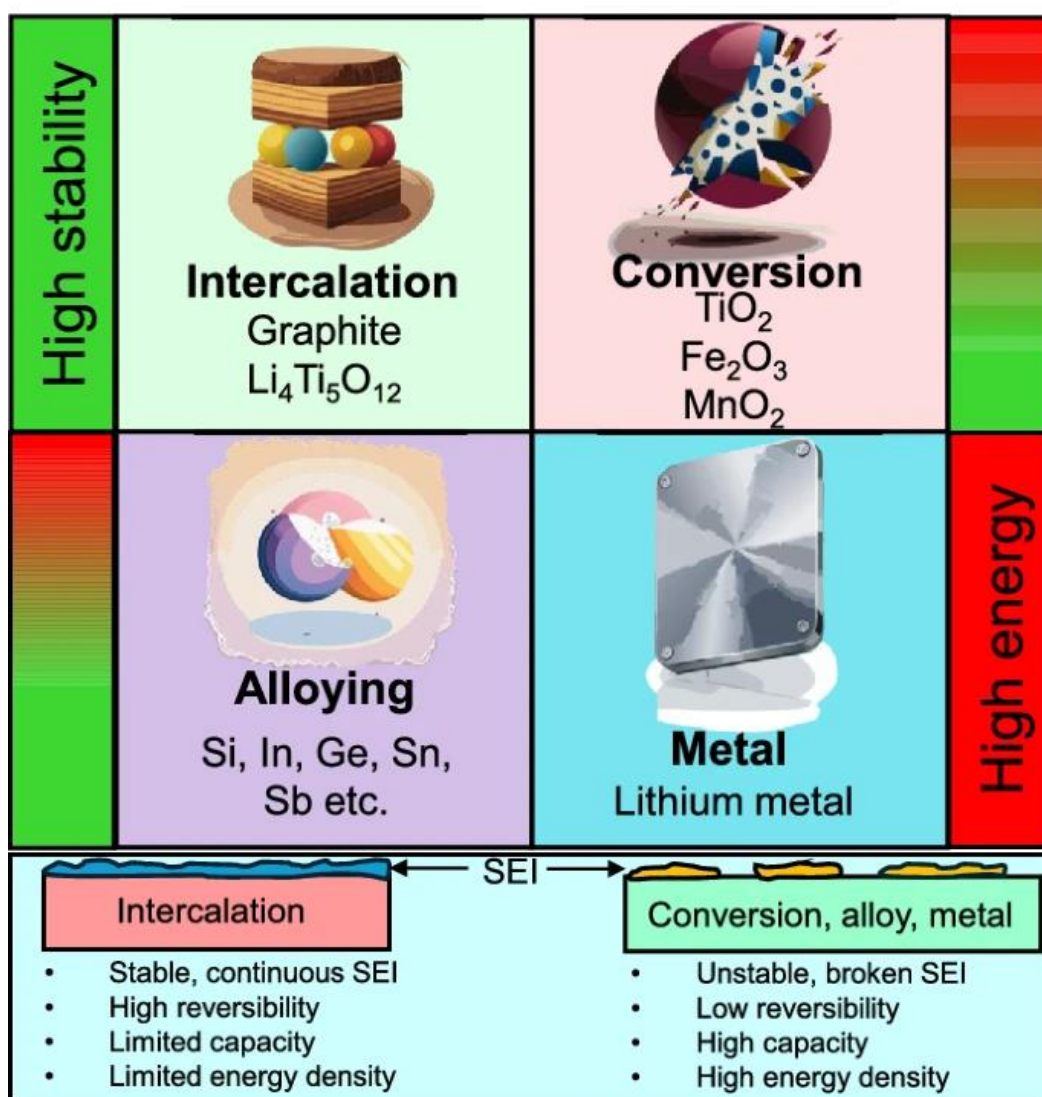 High stability
Intercalation
Graphite
Li₄Ti₅O₁₂
Conversion
TiO₂
Fe₂O₃
MnO₂
Alloying
Si, In, Ge, Sn,
Sb etc.
Metal
Lithium metal
High energy
SEI
Intercalation
• Stable, continuous SEI
• High reversibility
• Limited capacity
• Limited energy density
Conversion, alloy, metal
• Unstable, broken SEI
• Low reversibility
• High capacity
• High energy density